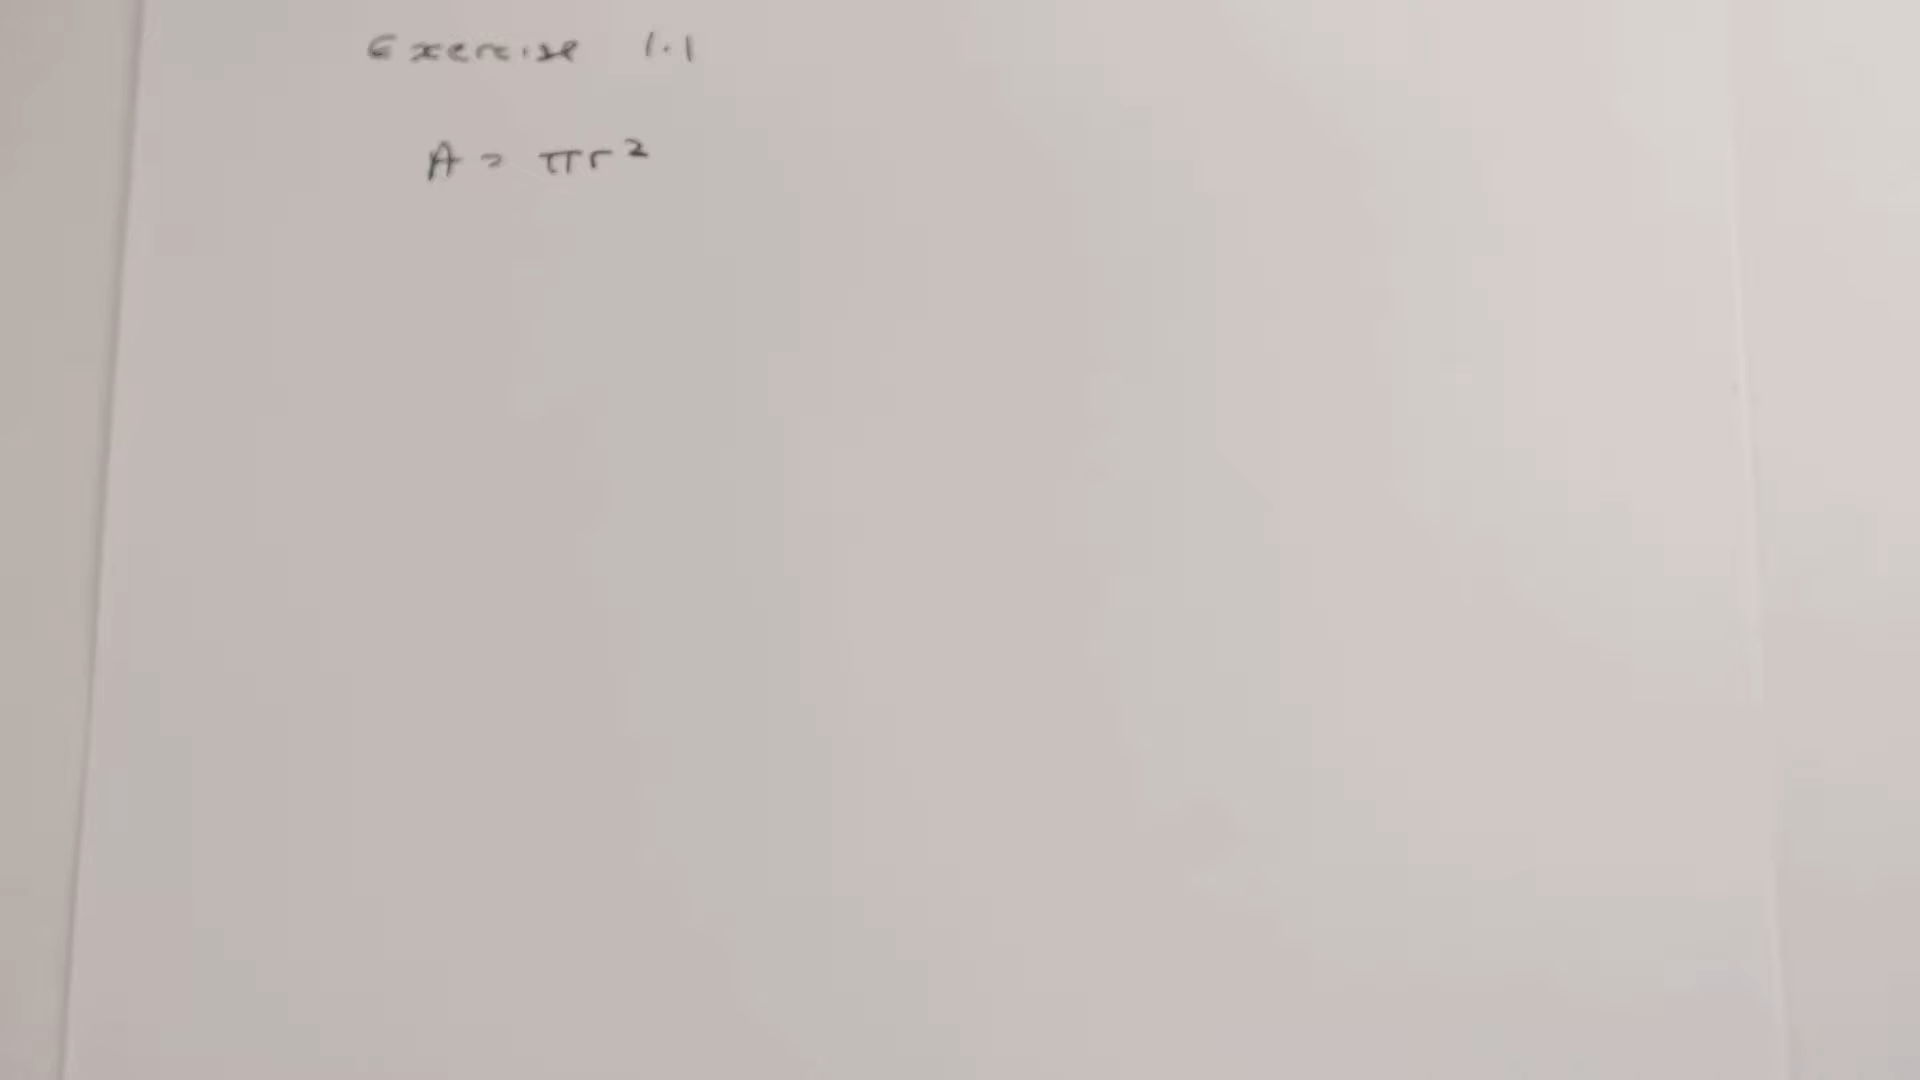 Exercise 1.1
A = πr²